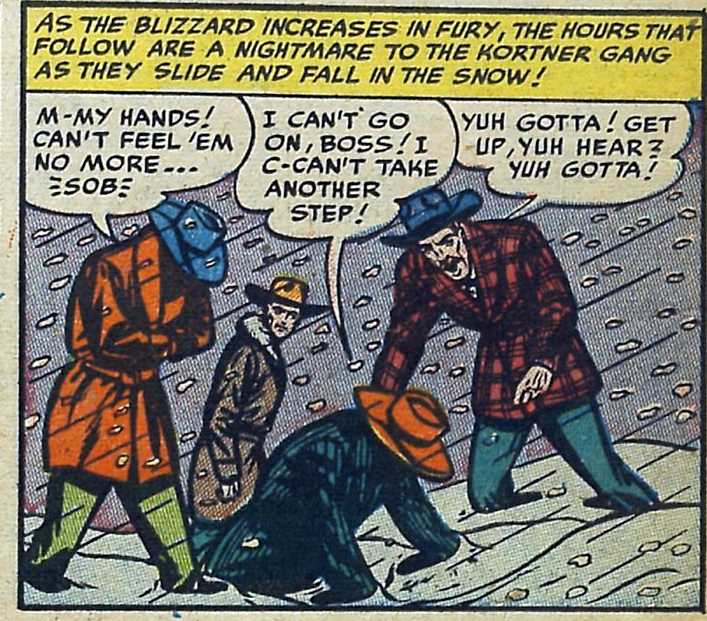 AS THE BLIZZARD INCREASES IN FURY, THE HOURS THAT
FOLLOW ARE A NIGHTMARE TO THE KORTNER GANG
AS THEY SLIDE AND FALL IN THE SNOW!
M-MY HANDS!
CAN'T FEEL 'EM
NO MORE...
SOB
I CAN'T GO
ON, BOSS! I
C-CAN'T TAKE
ANOTHER
STEP!
YUH GOTTA! GET
UP, YUH HEAR?
YUH GOTTA!